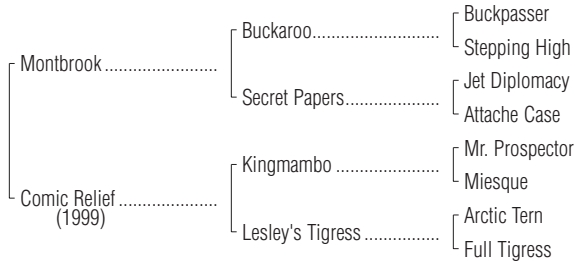 Buckpasser
Buckaroo........................
Stepping High
Montbrook .....................
Jet Diplomacy
Secret Papers..................
Attache Case
Mr. Prospector
Kingmambo ...................
Miesque
Comic Relief ..................
(1999)
Arctic Tern
Lesley's Tigress ..............
Full Tigress